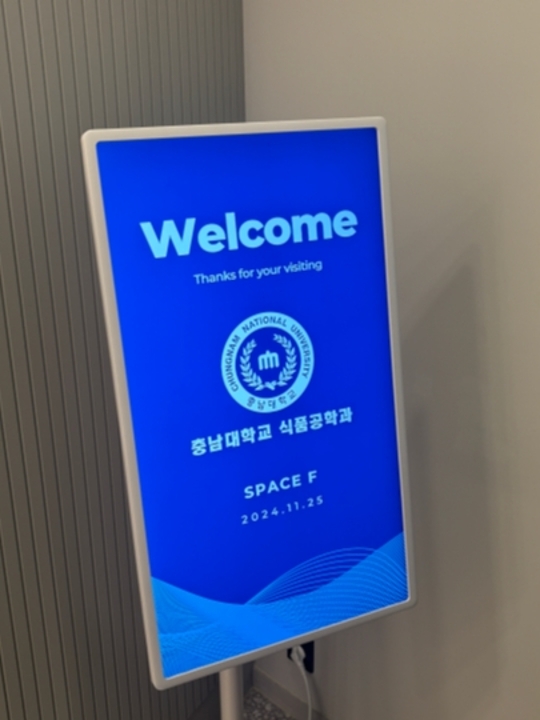 Welcome
Thanks for your visiting
CHUNGNAM NATIONAL UNIVERSITY
충남대학교
충남대학교 식품공학과
SPACE F
2024.11.25